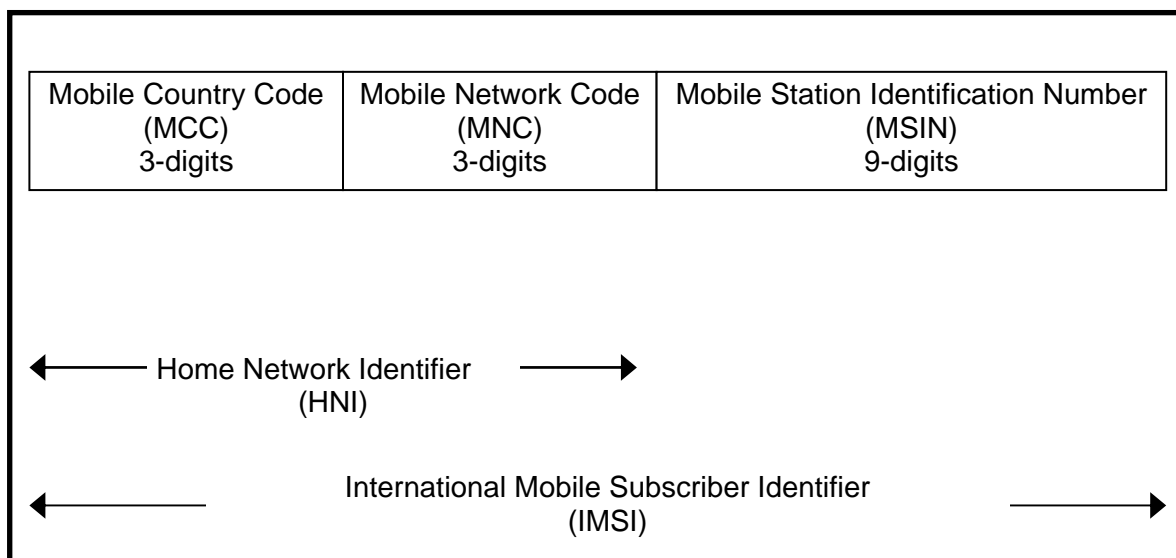 Mobile Country Code
(MCC)
3-digits
Mobile Network Code
(MNC)
3-digits
Mobile Station Identification Number
(MSIN)
9-digits
Home Network Identifier
(HNI)
International Mobile Subscriber Identifier
(IMSI)